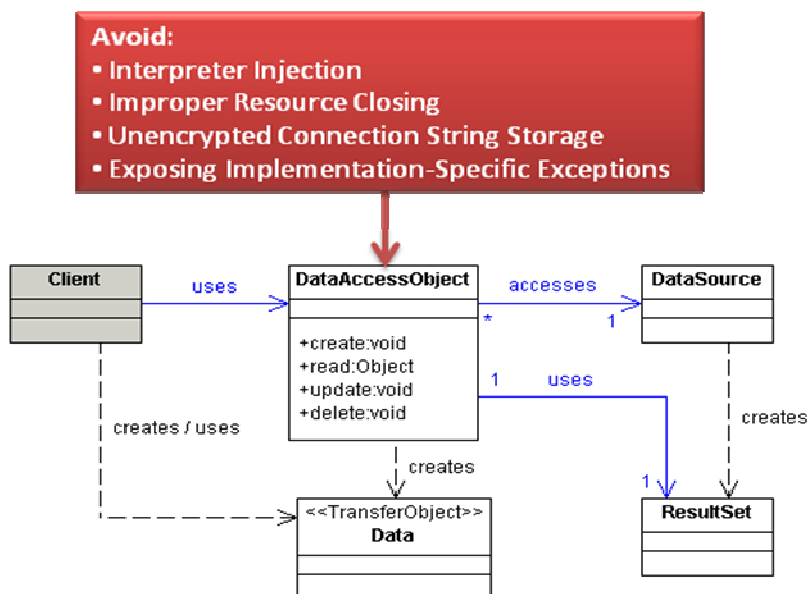 Avoid:
• Interpreter Injection
• Improper Resource Closing
• Unencrypted Connection String Storage
• Exposing Implementation-Specific Exceptions
Client
uses
DataAccessObject
accesses
DataSource
*
1
+create:void
+read:Object
+update:void
+delete:void
1
uses
creates / uses
creates
creates
1
<<TransferObject>>
Data
ResultSet